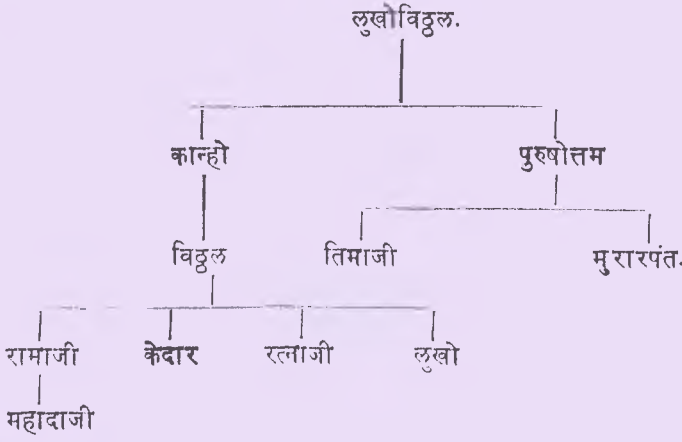 लुखोविठ्ठल.
कान्हो पुरुषोत्तम
विठ्ठल तिमाजी मुरारपंत.
रामाजी केदार रत्नाजी लुखो
महादाजी